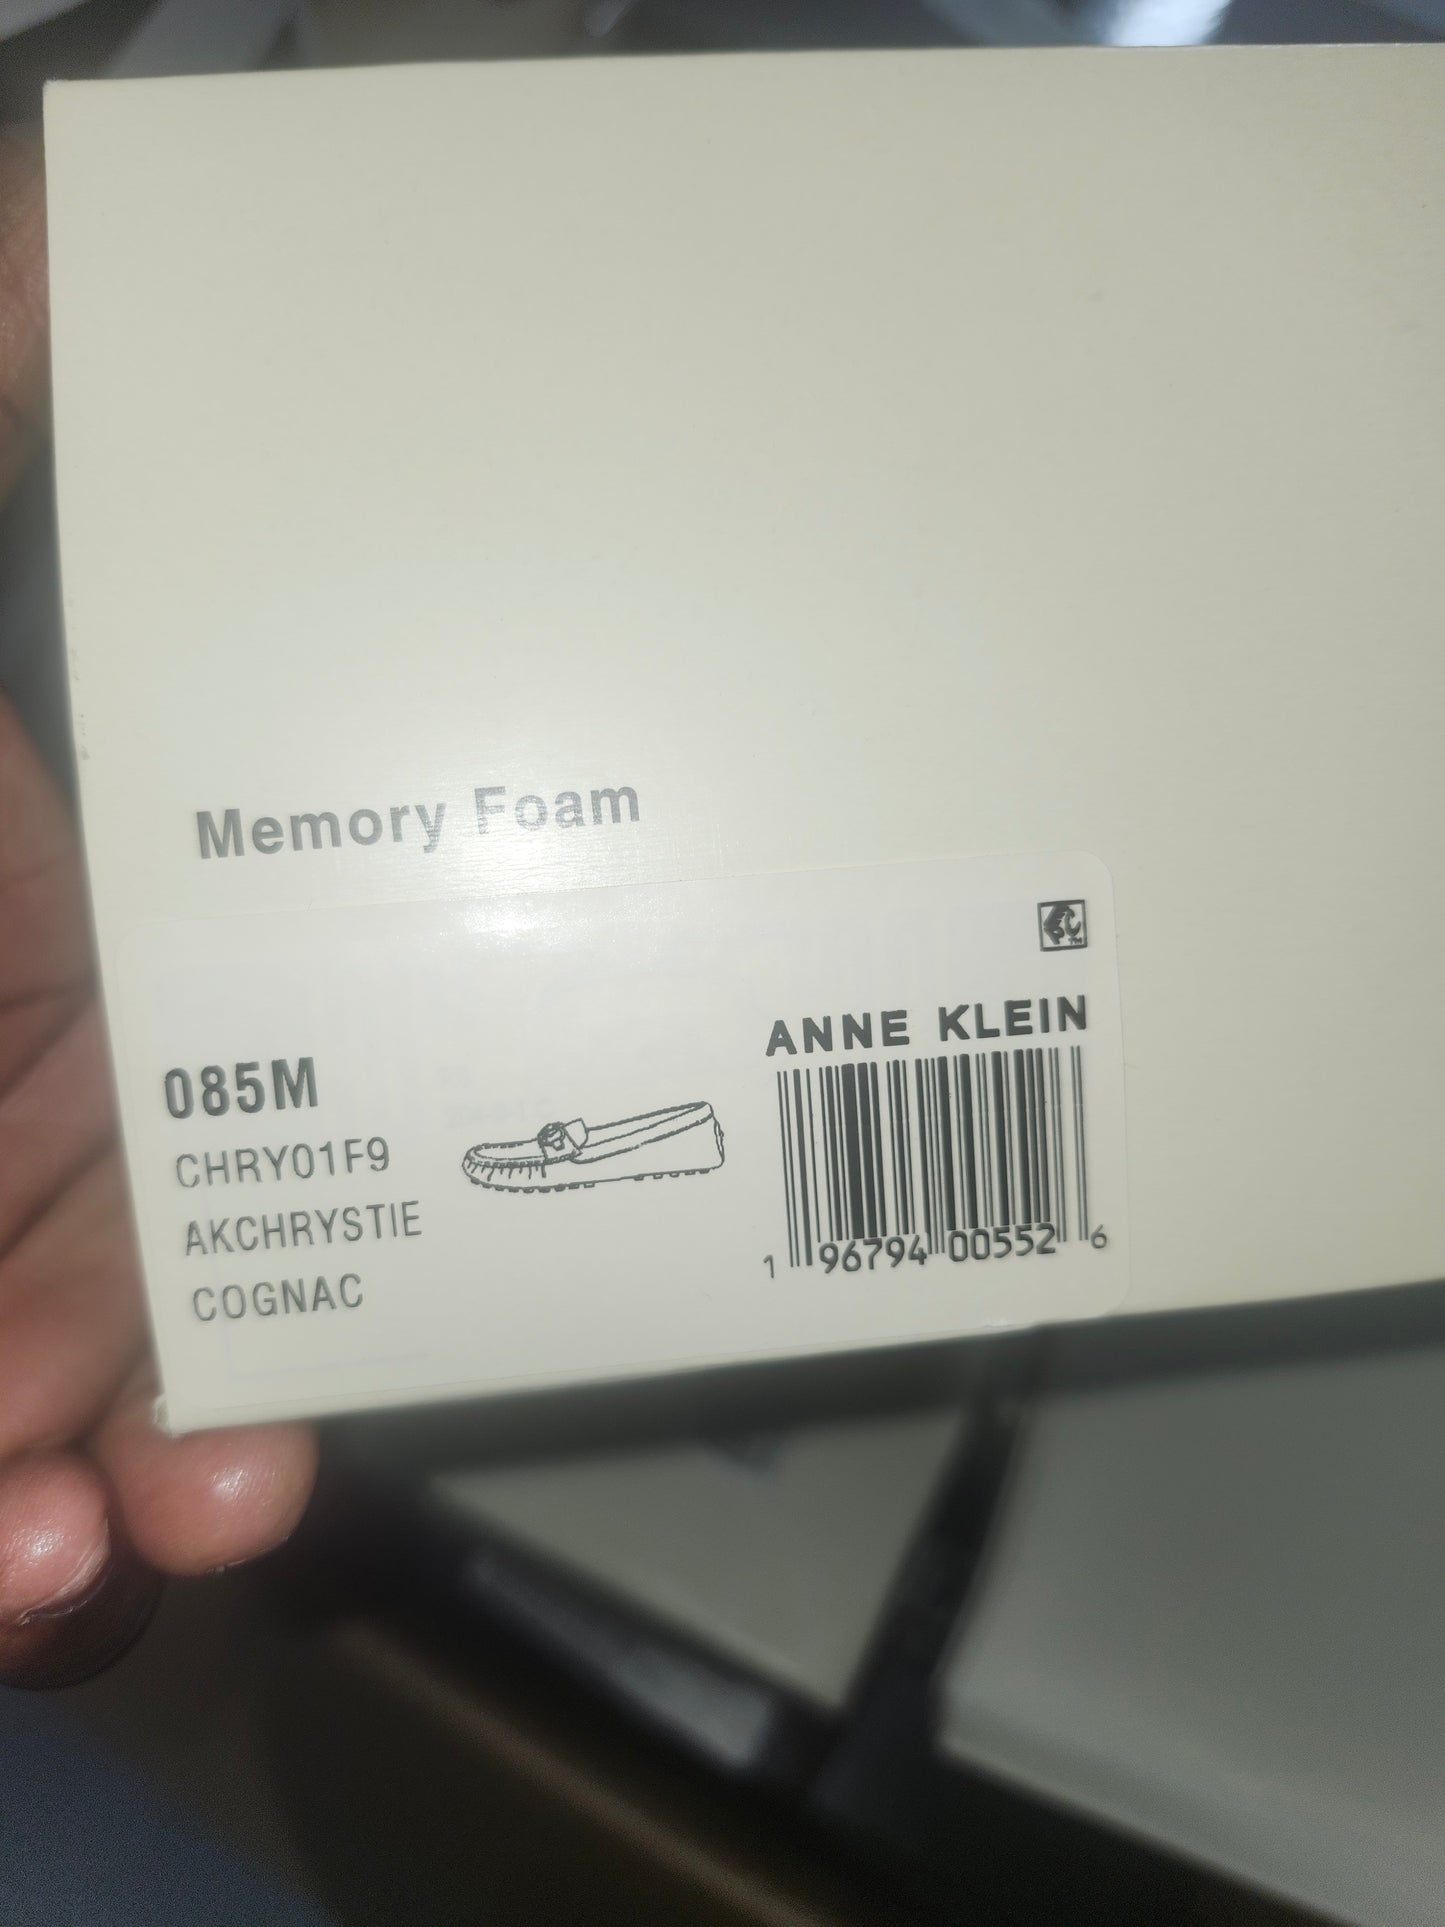 Memory Foam
ANNE KLEIN
085M
CHRY01F9
AKCHRYSTIE
COGNAC
1 96794 00552 6